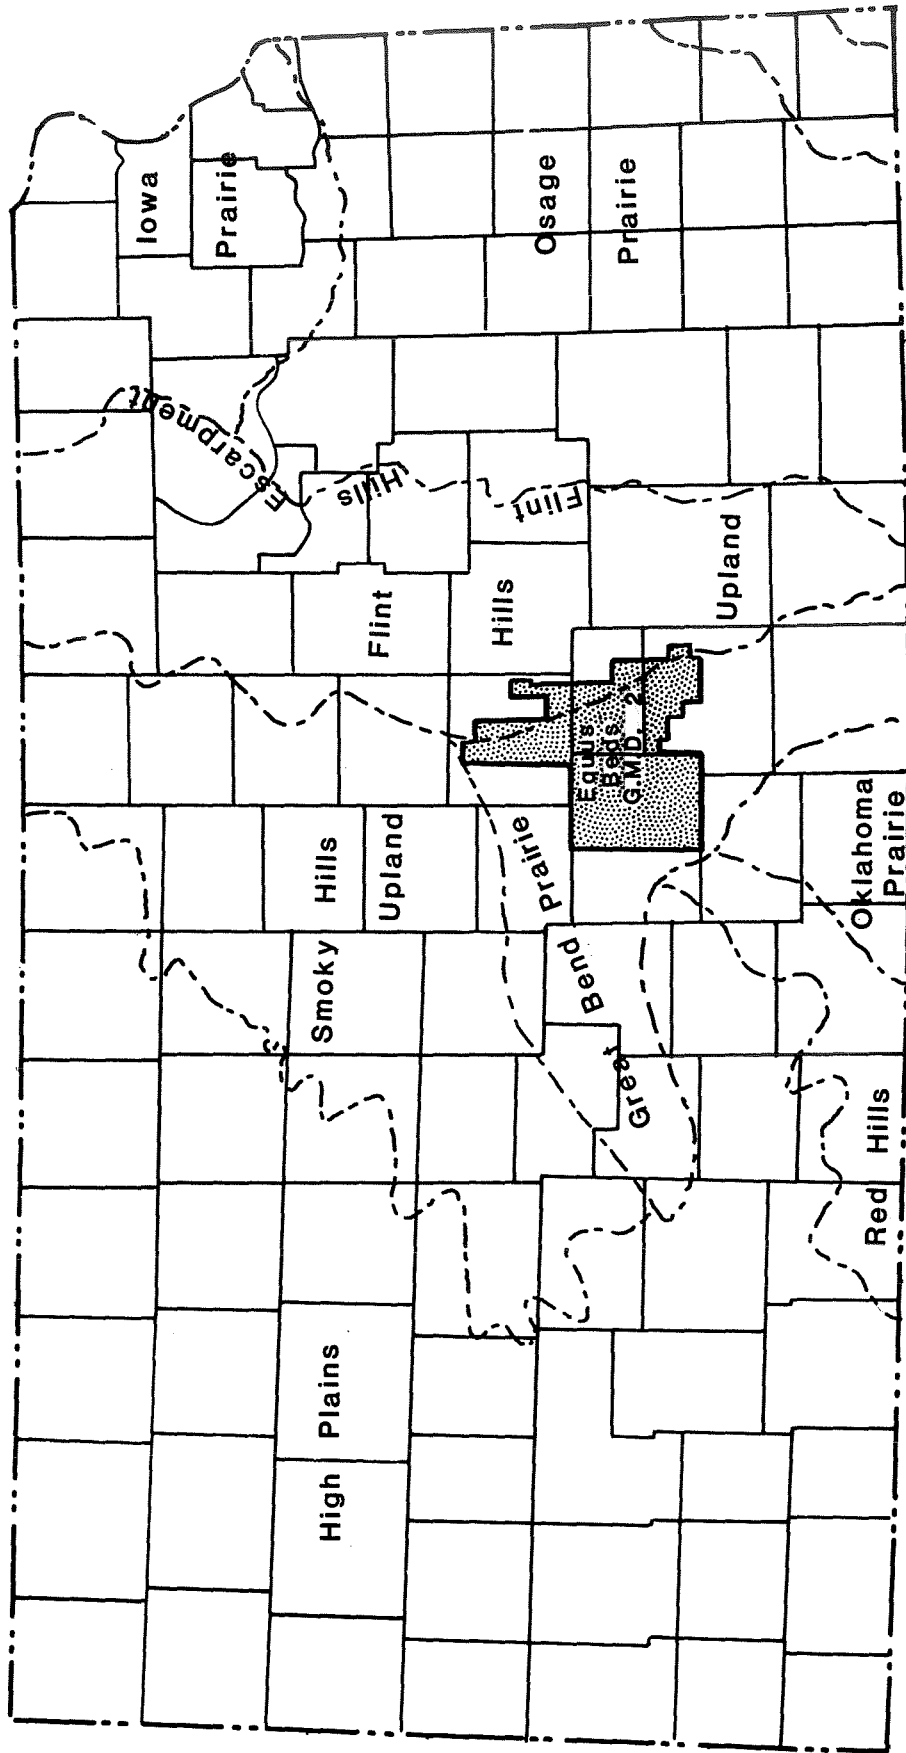 High Plains
Smoky
Hills
Upland
Great
Bend
Prairie
Red Hills
Oklahoma
Prairie
Equus
Beds
G.M.D. 2
Flint
Hills
Upland
Flint
Hills
Escarpment
Iowa
Prairie
Osage
Prairie